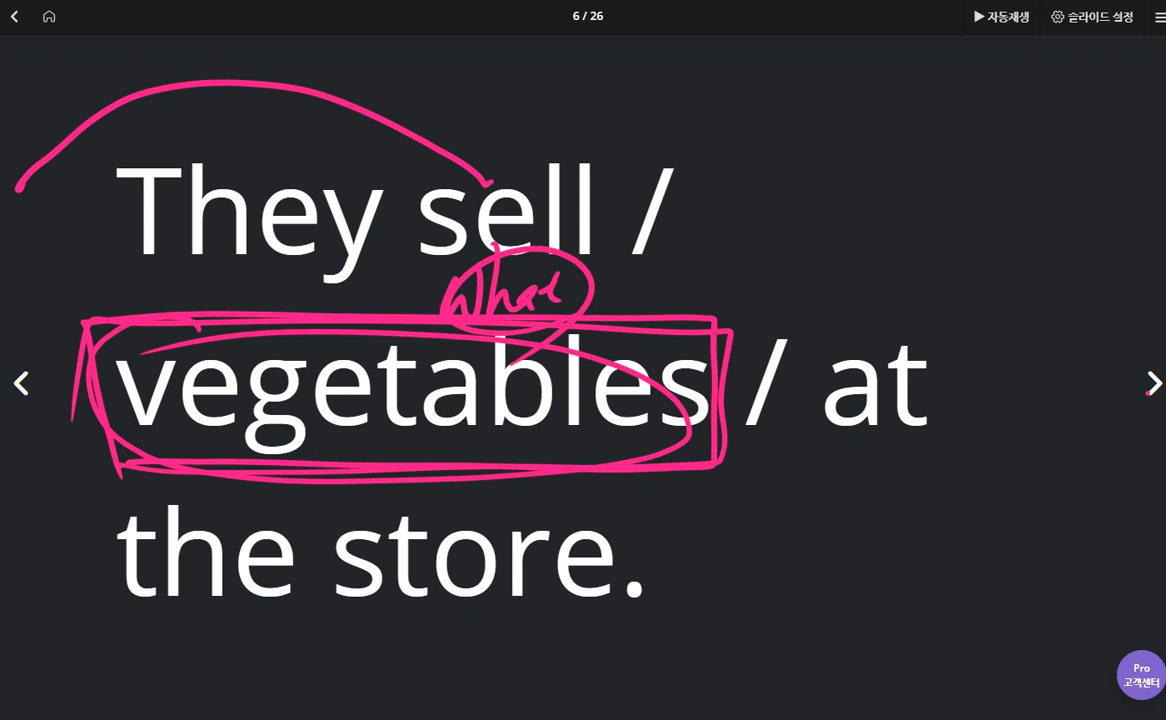 6 / 26
▶ 자동재생
슬라이드 설정
They sell /
What
vegetables / at
the store.
Pro
고객센터